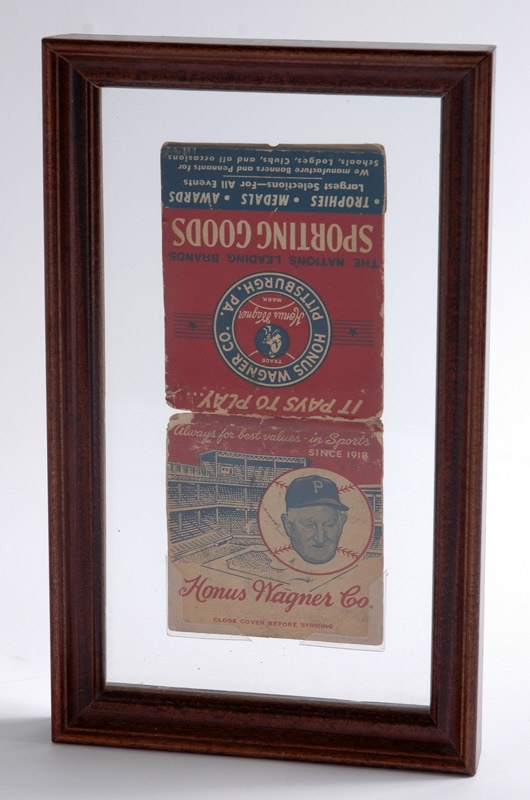 IT PAYS TO PLAY...
HONUS WAGNER CO.
TRADE
Honus Wagner
MARK
PITTSBURGH, PA.
THE NATION'S LEADING BRANDS
SPORTING GOODS
• TROPHIES • MEDALS • AWARDS
Largest Selections—For All Events
We manufacture Banners and Pennants for
Schools, Lodges, Clubs, and all occasions
Always for best values - in Sports
SINCE 1918
P
Honus Wagner Co.
CLOSE COVER BEFORE STRIKING